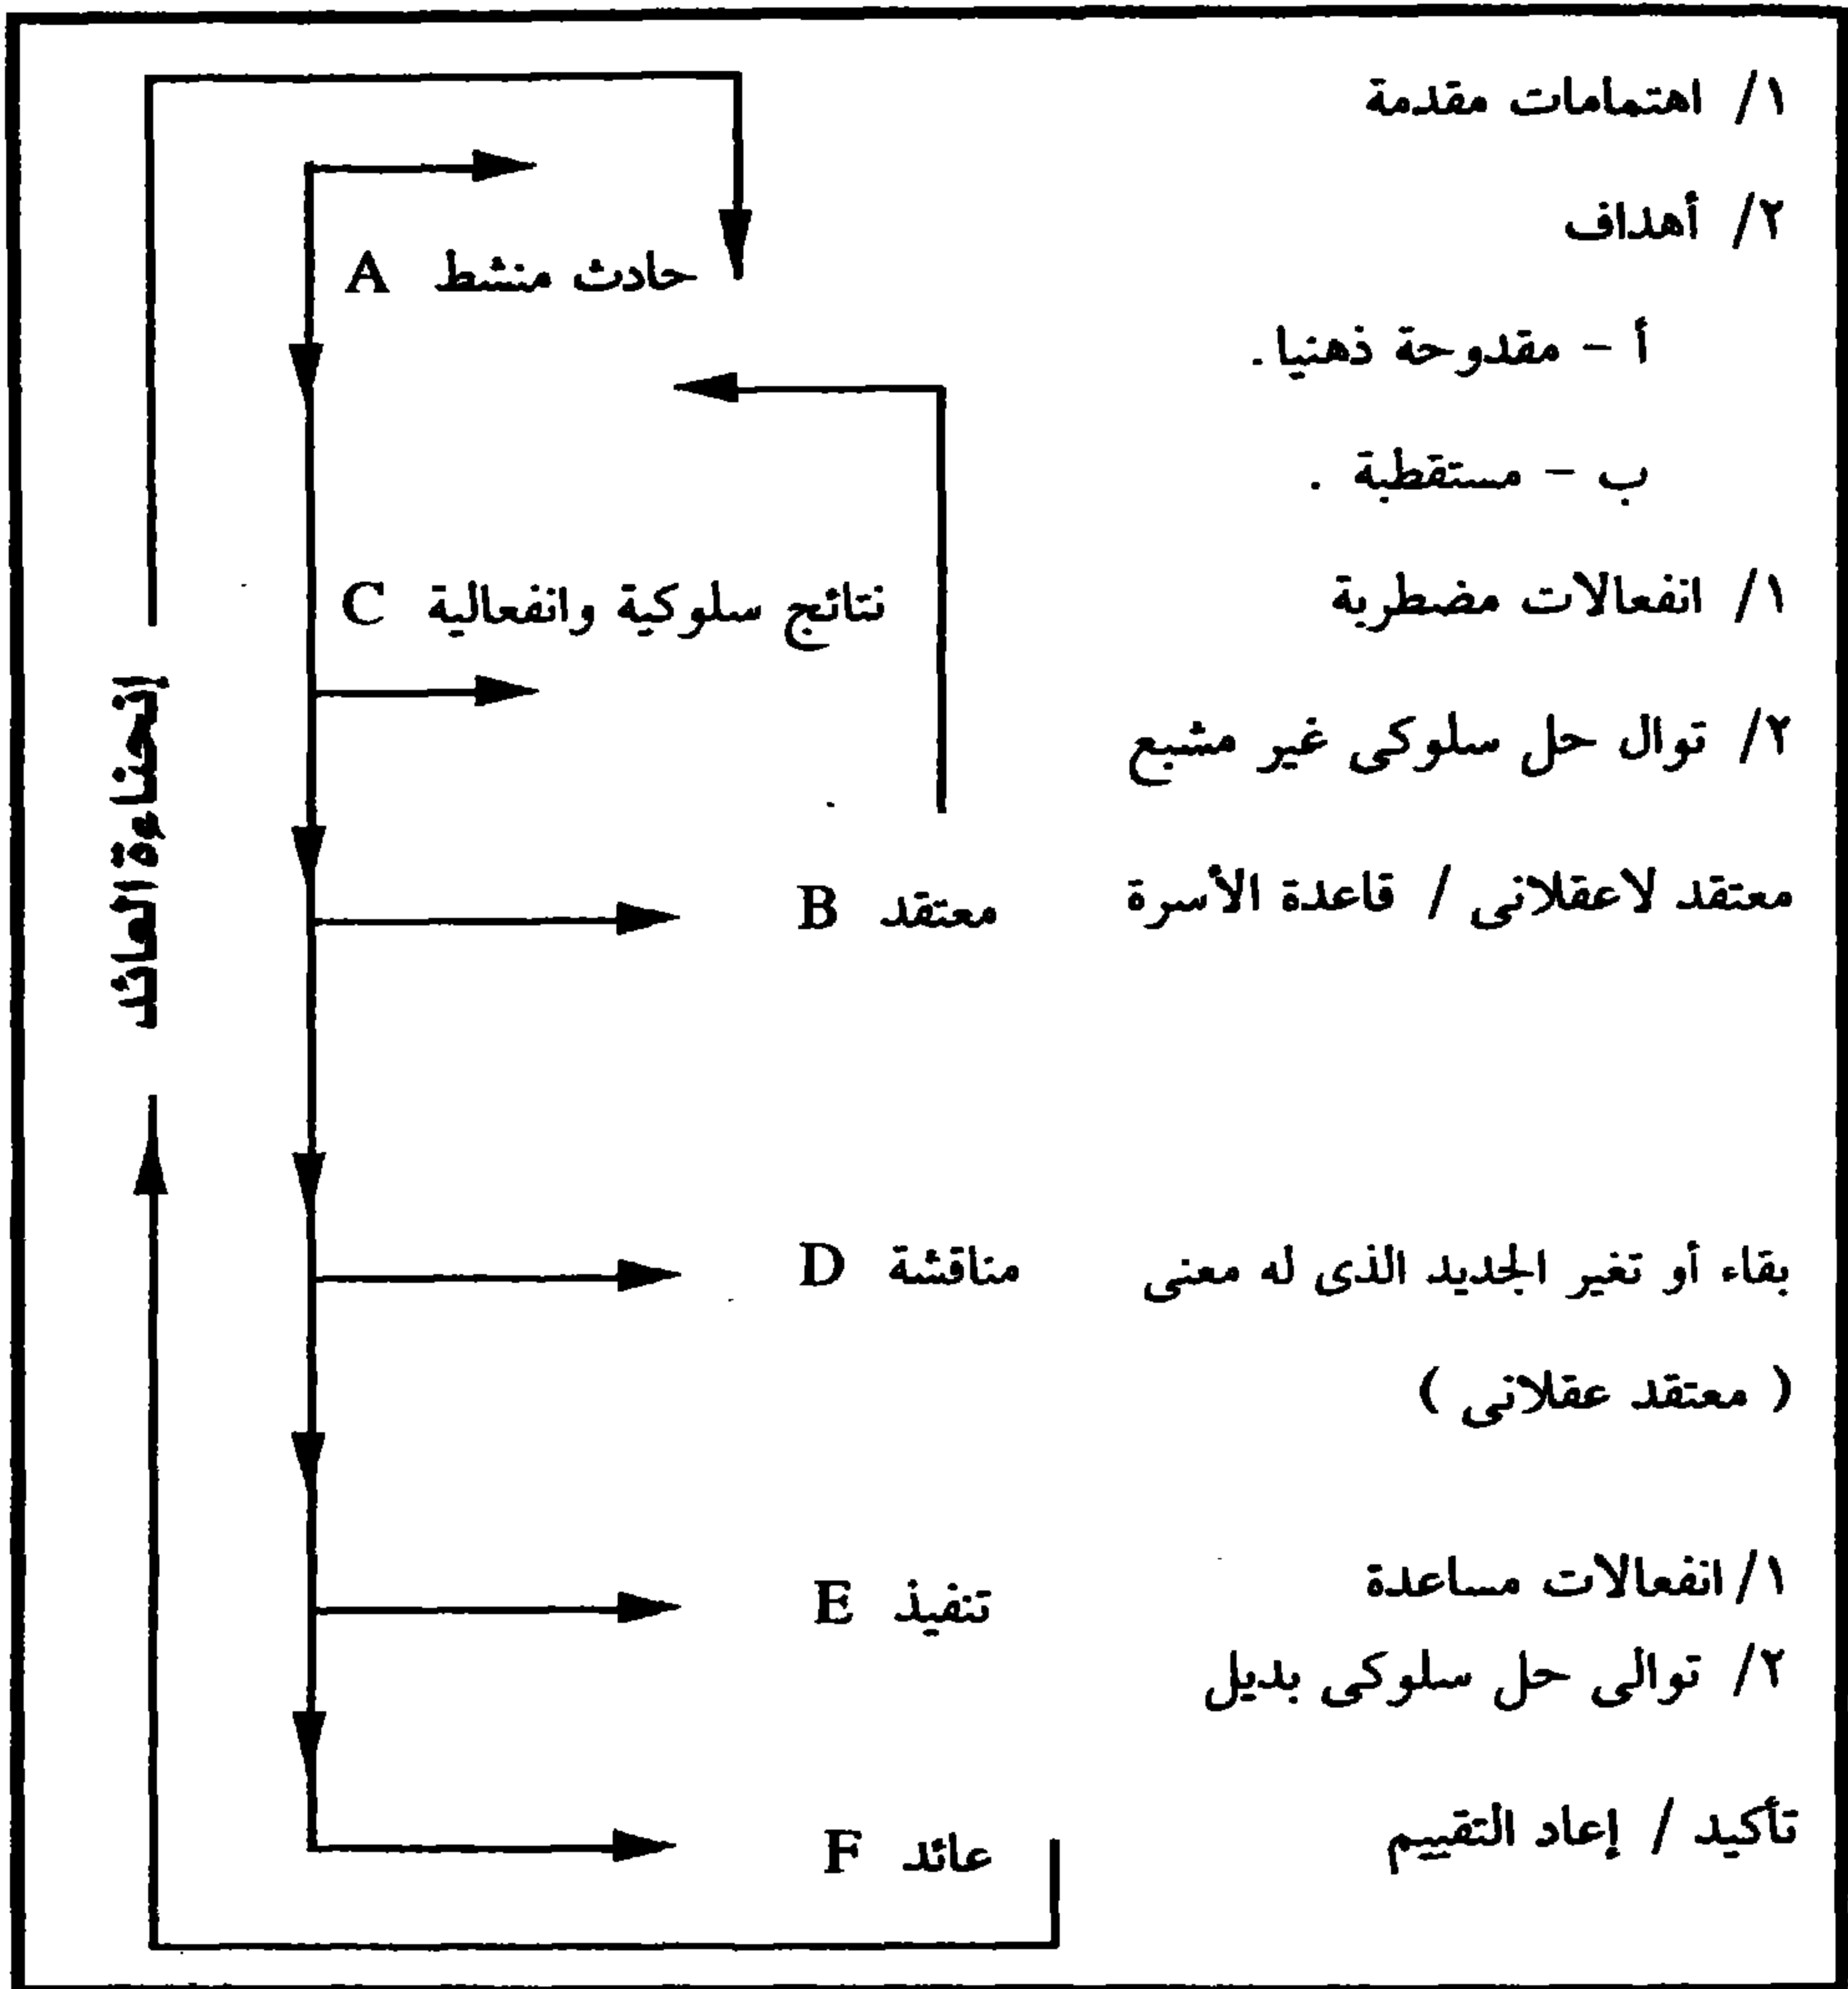 ١/ اهتمامات مقدمة
٢/ أهداف
حادث منشط A
أ - مقدوحة ذهنيا.
ب - مستقطبة .
١/ انفعالات مضطربة
نتائج سلوكية وانفعالية C
٢/ توال حل سلوكى غير مشبع
معتقد لاعقلانى / قاعدة الأسرة
معتقد B
بقاء أو تغير الجديد الذى له معنى
( معتقد عقلانى )
مناقشة D
١/ انفعالات مساعدة
٢/ توالى حل سلوكى بديل
تنفيذ E
تأكيد / إعاد التقييم
عائد F
العائد